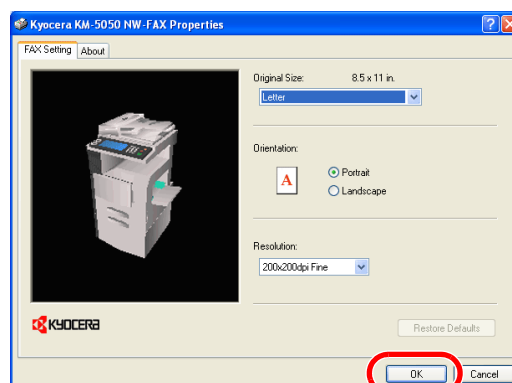 Kyocera KM-5050 NW-FAX Properties
FAX Setting About
Original Size: 8.5 x 11 in.
Letter
Orientation:
A
Portrait
Landscape
Resolution:
200x200dpi Fine
KYOCERA
Restore Defaults
OK Cancel